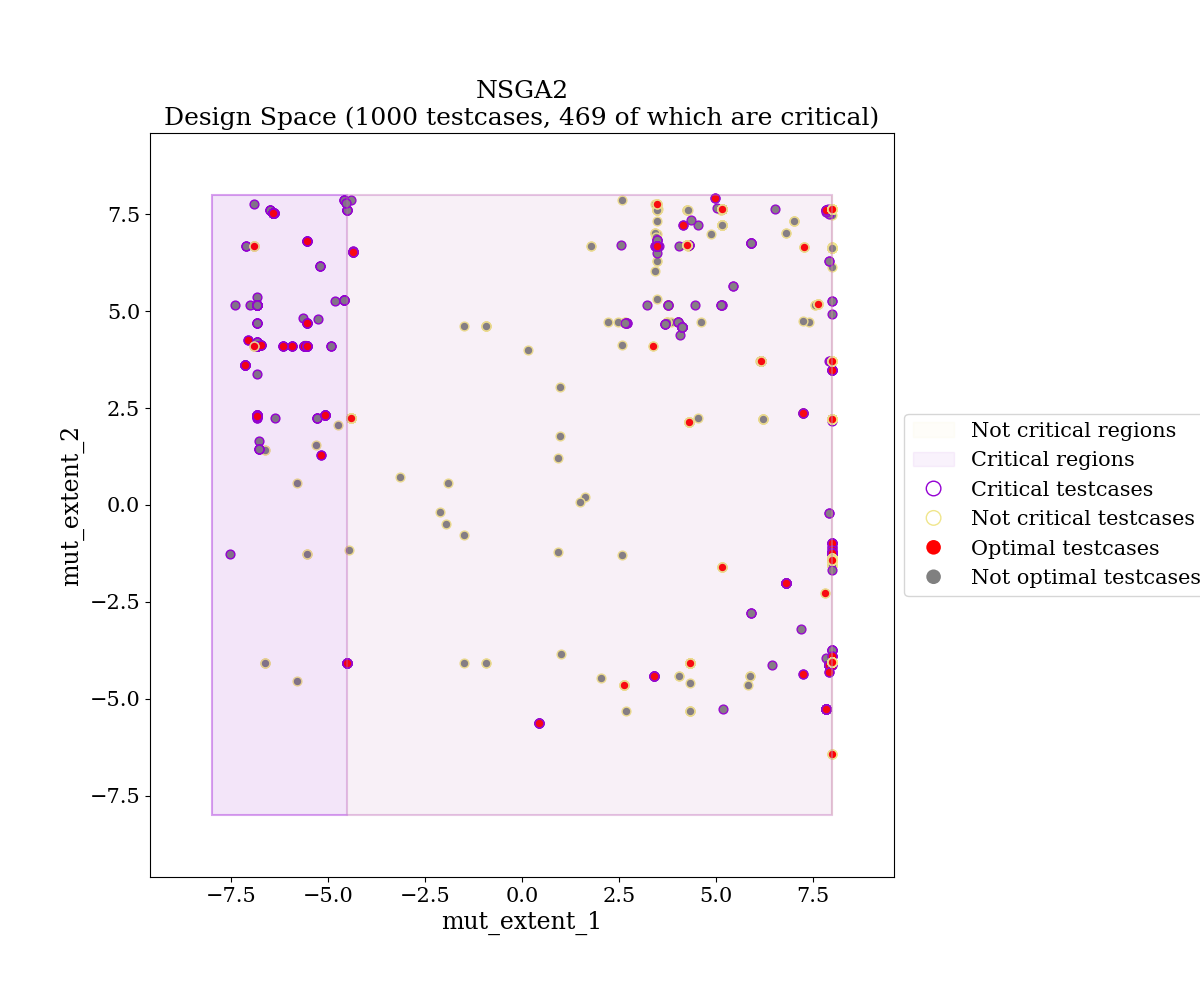 NSGA2
Design Space (1000 testcases, 469 of which are critical)
7.5
5.0
2.5
0.0
−2.5
−5.0
−7.5
mut_extent_2
−7.5
−5.0
−2.5
0.0
2.5
5.0
7.5
mut_extent_1
Not critical regions
Critical regions
Critical testcases
Not critical testcases
Optimal testcases
Not optimal testcases